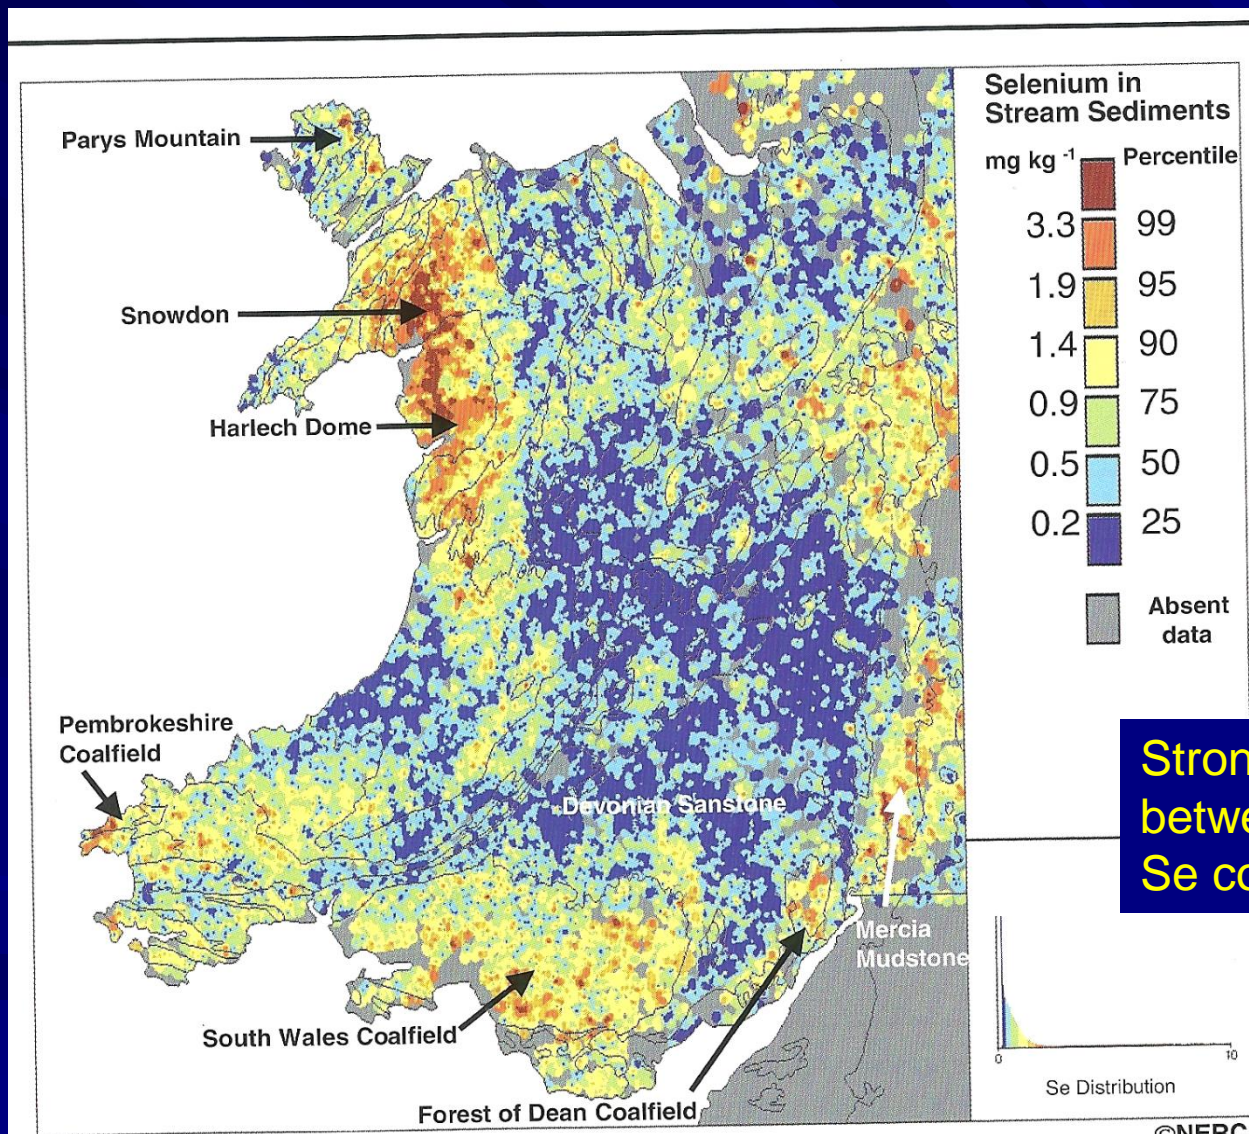 Selenium in
Stream Sediments
mg kg -1 Percentile
3.3 99
1.9 95
1.4 90
0.9 75
0.5 50
0.2 25
Absent
data
Parys Mountain
Snowdon
Harlech Dome
Pembrokeshire
Coalfield
Devonian Sanstone
Mercia
Mudstone
South Wales Coalfield
Forest of Dean Coalfield
0 10
Se Distribution
©NERC
Se